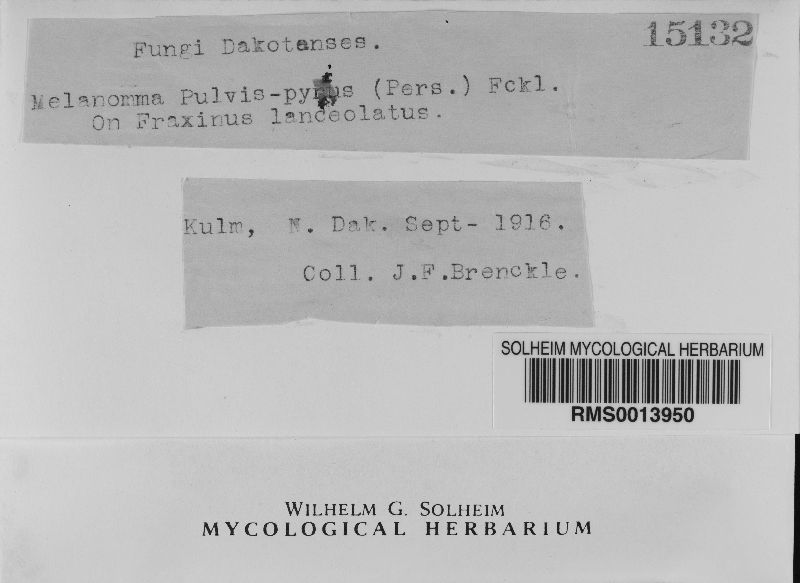 Fungi Dakotenses.
15132
Melanomma Pulvis-pyrus (Pers.) Fckl.
On Fraxinus lanceolatus.
Kulm, N. Dak. Sept- 1916.
Coll. J.F.Brenckle.
SOLHEIM MYCOLOGICAL HERBARIUM
RMS0013950
WILHELM G. SOLHEIM
MYCOLOGICAL HERBARIUM